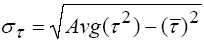 σ_τ = √(Avg(τ²) − (τ̅)²)